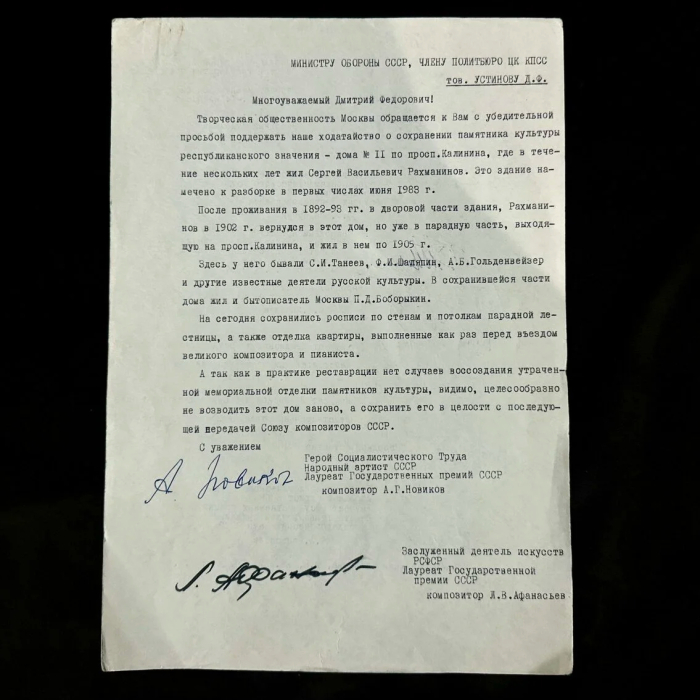 МИНИСТРУ ОБОРОНЫ СССР, ЧЛЕНУ ПОЛИТБЮРО ЦК КПСС
тов. УСТИНОВУ Д.Ф.
Многоуважаемый Дмитрий Федорович!
Творческая общественность Москвы обращается к Вам с убедительной
просьбой поддержать наше ходатайство о сохранении памятника культуры
республиканского значения - дома № II по просп.Калинина, где в тече-
ние нескольких лет жил Сергей Васильевич Рахманинов. Это здание на-
мечено к разборке в первых числах июня 1983 г.
После проживания в 1892-93 гг. в дворовой части здания, Рахмани-
нов в 1902 г. вернулся в этот дом, но уже в парадную часть, выходя-
щую на просп.Калинина, и жил в нем по 1905 г.
Здесь у него бывали С.И.Танеев, Ф.И.Шаляпин, А.Б.Гольденвейзер
и другие известные деятели русской культуры. В сохранившейся части
дома жил и бытописатель Москвы П.Д.Боборыкин.
На сегодня сохранились росписи по стенам и потолкам парадной ле-
стницы, а также отделка квартиры, выполненные как раз перед въездом
великого композитора и пианиста.
А так как в практике реставрации нет случаев воссоздания утрачен-
ной мемориальной отделки памятников культуры, видимо, целесообразно
не возводить этот дом заново, а сохранить его в целости с последую-
щей передачей Союзу композиторов СССР.
С уважением
Герой Социалистического Труда
Народный артист СССР
Лауреат Государственных премий СССР
композитор А.Г.Новиков
А. Новиков
Заслуженный деятель искусств
РСФСР
Лауреат Государственной
премии СССР
композитор Л.В.Афанасьев